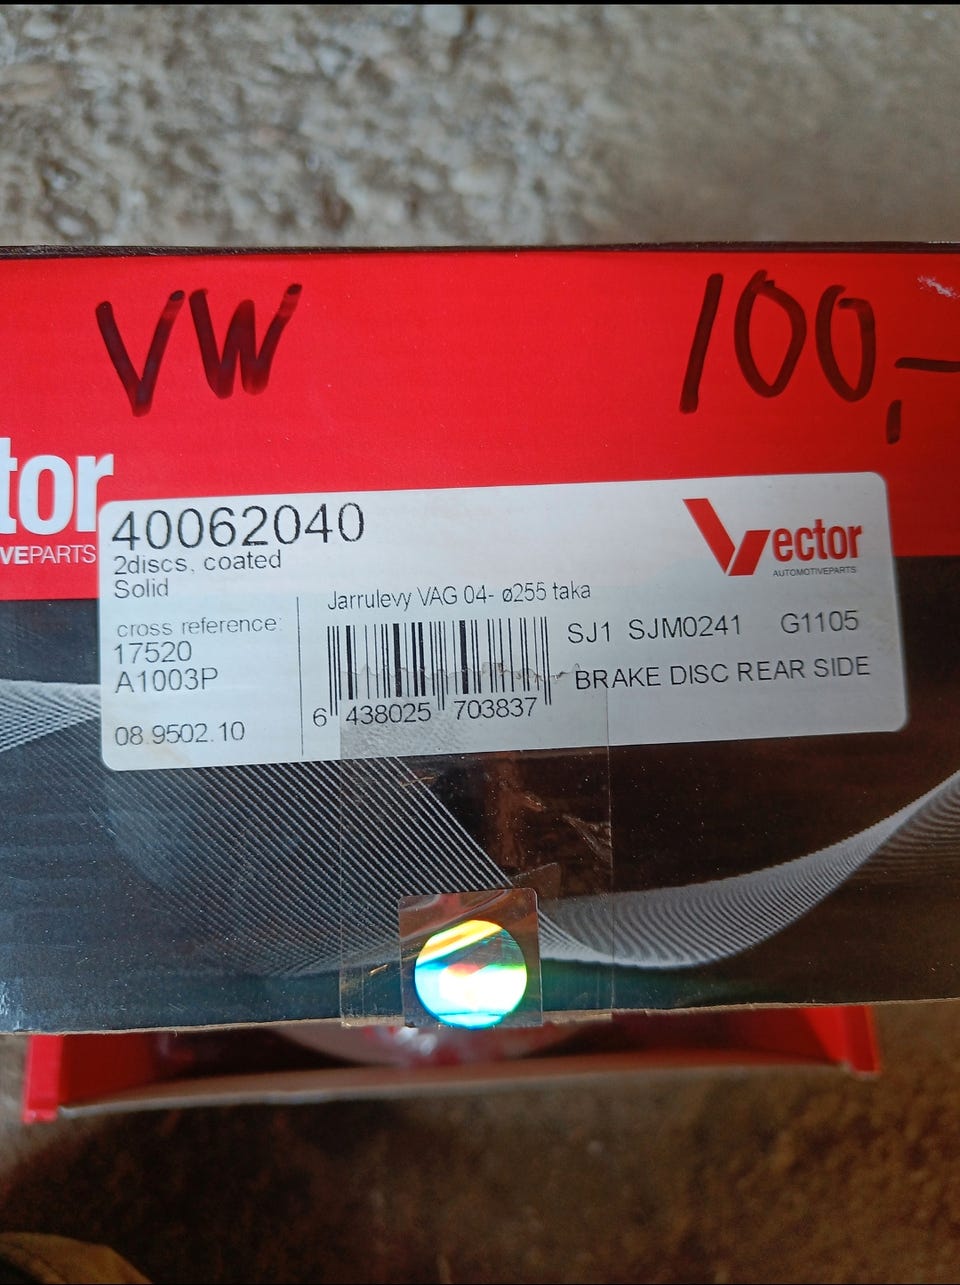 VW 100,-
tor
VEPARTS
40062040
2discs, coated
Solid
Vector
AUTOMOTIVEPARTS
cross reference:
17520
A1003P
08.9502.10
Jarrulevy VAG 04- ø255 taka
6 438025 703837
SJ1 SJM0241 G1105
BRAKE DISC REAR SIDE